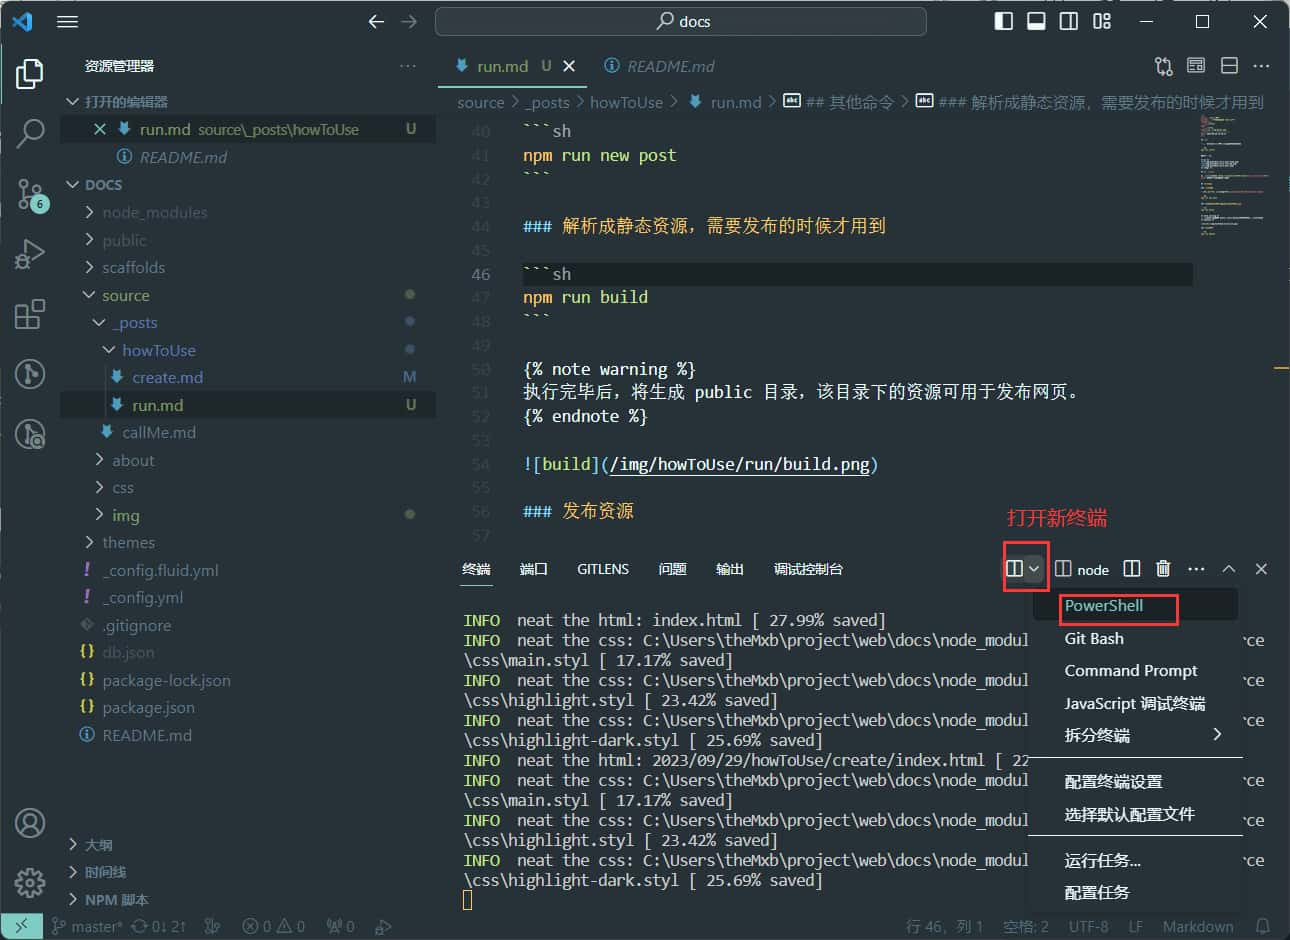 docs
资源管理器
打开的编辑器
run.md source\_posts\howToUse U
README.md
DOCS
node_modules
public
scaffolds
source
_posts
howToUse
create.md M
run.md U
callMe.md
about
css
img
themes
_config.fluid.yml
_config.yml
.gitignore
db.json
package-lock.json
package.json
README.md
大纲
时间线
NPM 脚本
6
run.md U
README.md
source > _posts > howToUse > run.md > ## 其他命令 > ### 解析成静态资源，需要发布的时候才用到
40 ```sh
41 npm run new post
42 ```
43
44 ### 解析成静态资源，需要发布的时候才用到
45
46 ```sh
47 npm run build
48 ```
49
50 {% note warning %}
51 执行完毕后，将生成 public 目录，该目录下的资源可用于发布网页。
52 {% endnote %}
53
54 ![build](/img/howToUse/run/build.png)
55
56 ### 发布资源
57
打开新终端
终端 端口 GITLENS 问题 输出 调试控制台
node
INFO neat the html: index.html [ 27.99% saved]
INFO neat the css: C:\Users\theMxb\project\web\docs\node_modul
rce
\css\main.styl [ 17.17% saved]
INFO neat the css: C:\Users\theMxb\project\web\docs\node_modul
rce
\css\highlight.styl [ 23.42% saved]
INFO neat the css: C:\Users\theMxb\project\web\docs\node_modul
rce
\css\highlight-dark.styl [ 25.69% saved]
INFO neat the html: 2023/09/29/howToUse/create/index.html [ 22
INFO neat the css: C:\Users\theMxb\project\web\docs\node_modul
rce
\css\main.styl [ 17.17% saved]
INFO neat the css: C:\Users\theMxb\project\web\docs\node_modul
rce
\css\highlight.styl [ 23.42% saved]
INFO neat the css: C:\Users\theMxb\project\web\docs\node_modul
rce
\css\highlight-dark.styl [ 25.69% saved]
PowerShell
Git Bash
Command Prompt
JavaScript 调试终端
拆分终端
配置终端设置
选择默认配置文件
运行任务...
配置任务
master* 0↓ 2↑ 0 0 0
行 46，列 1 空格: 2 UTF-8 LF Markdown